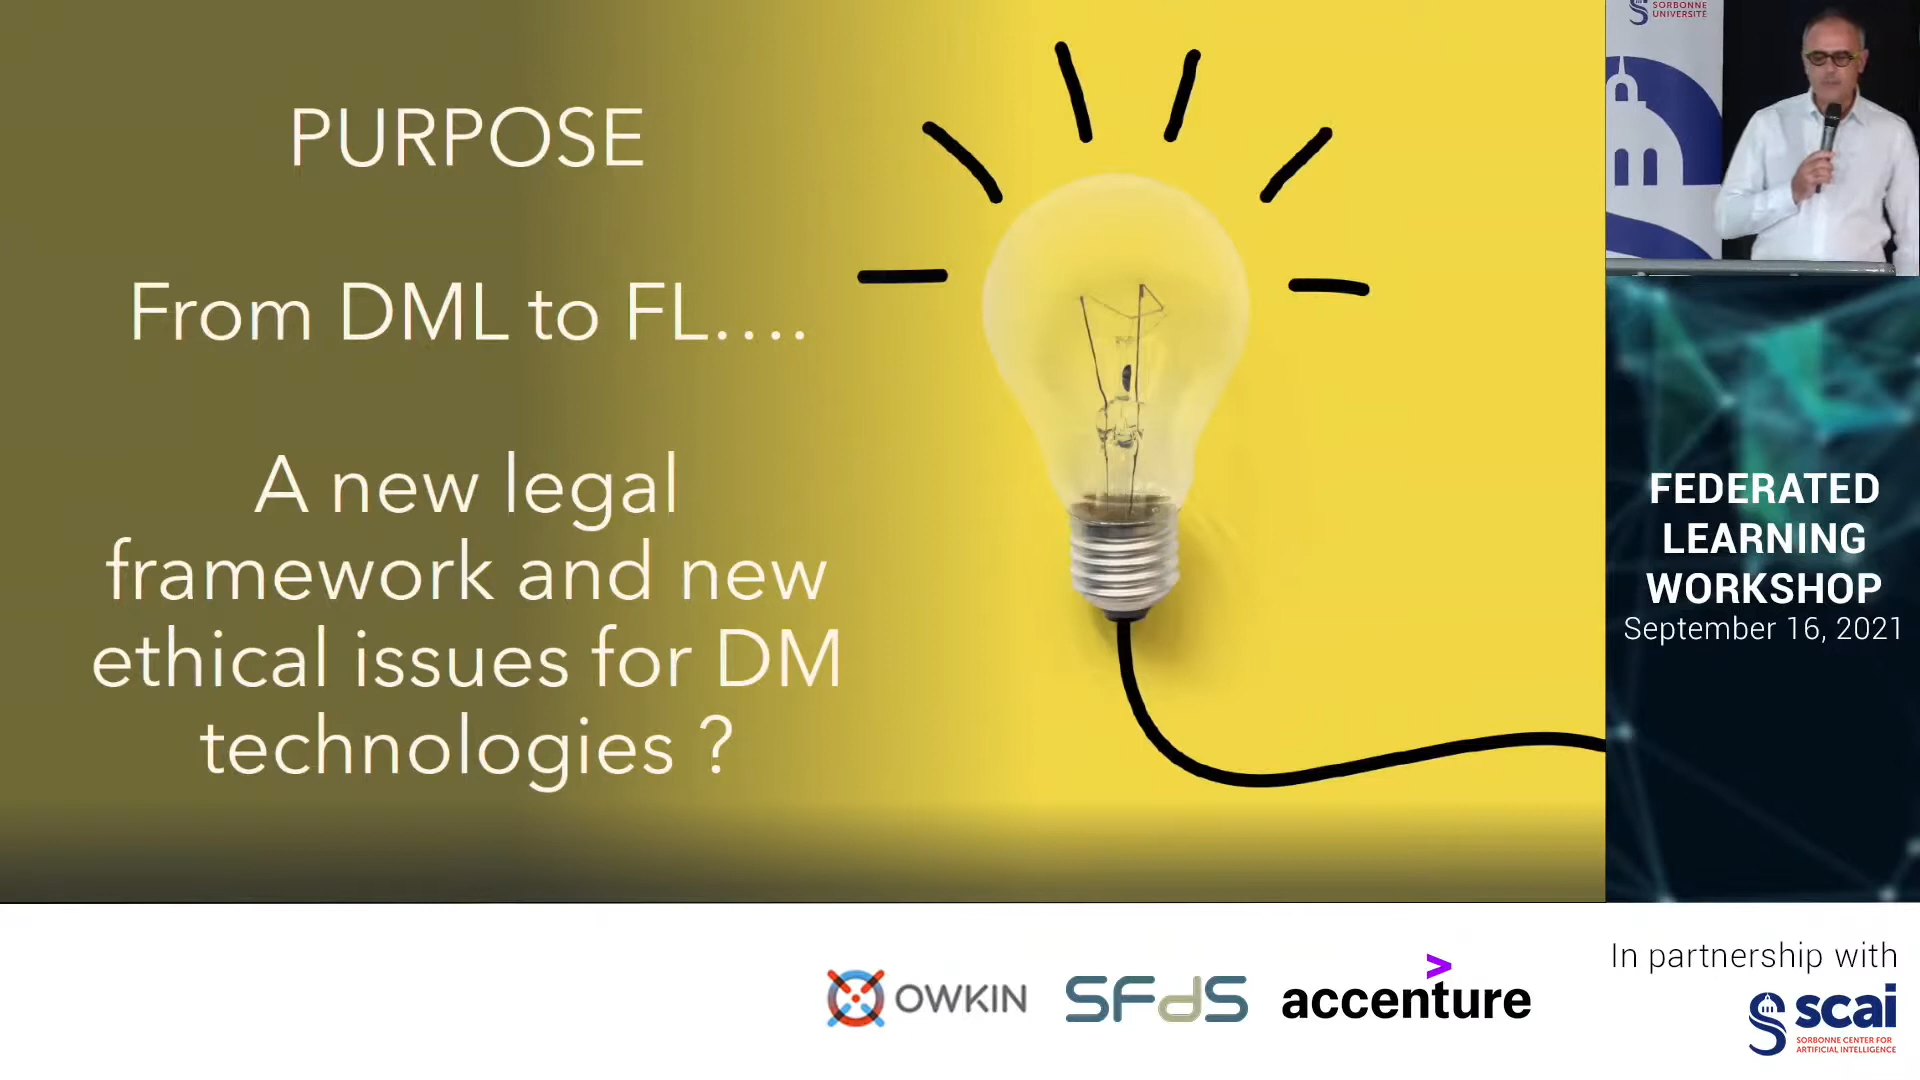 PURPOSE
From DML to FL....
A new legal
framework and new
ethical issues for DM
technologies ?
SORBONNE
UNIVERSITÉ
FEDERATED
LEARNING
WORKSHOP
September 16, 2021
OWKIN
SFdS
accenture
In partnership with
scai
SORBONNE CENTER FOR
ARTIFICIAL INTELLIGENCE